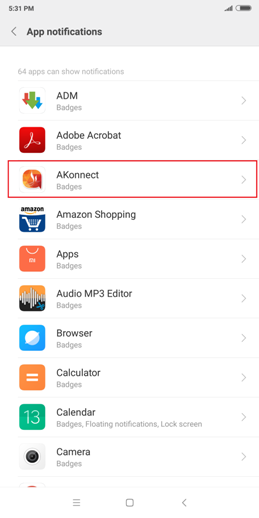 5:31 PM
App notifications
64 apps can show notifications
ADM
Badges
Adobe Acrobat
Badges
AKonnect
Badges
amazon
Amazon Shopping
Badges
MI
Apps
Badges
Audio MP3 Editor
Badges
Browser
Badges
Calculator
Badges
13
Calendar
Badges, Floating notifications, Lock screen
Camera
Badges